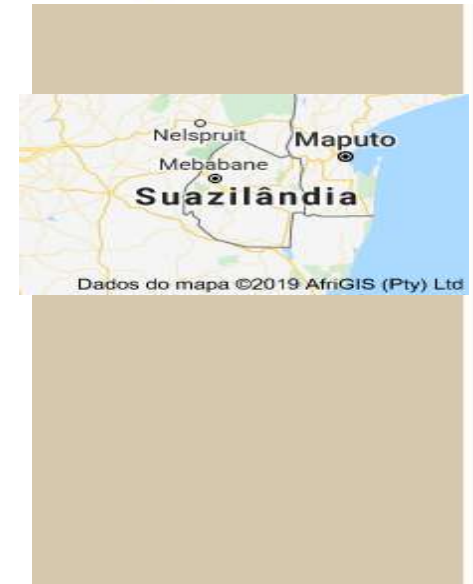 Nelspruit
Maputo
Mebabane
Suazilândia
Dados do mapa ©2019 AfriGIS (Pty) Ltd